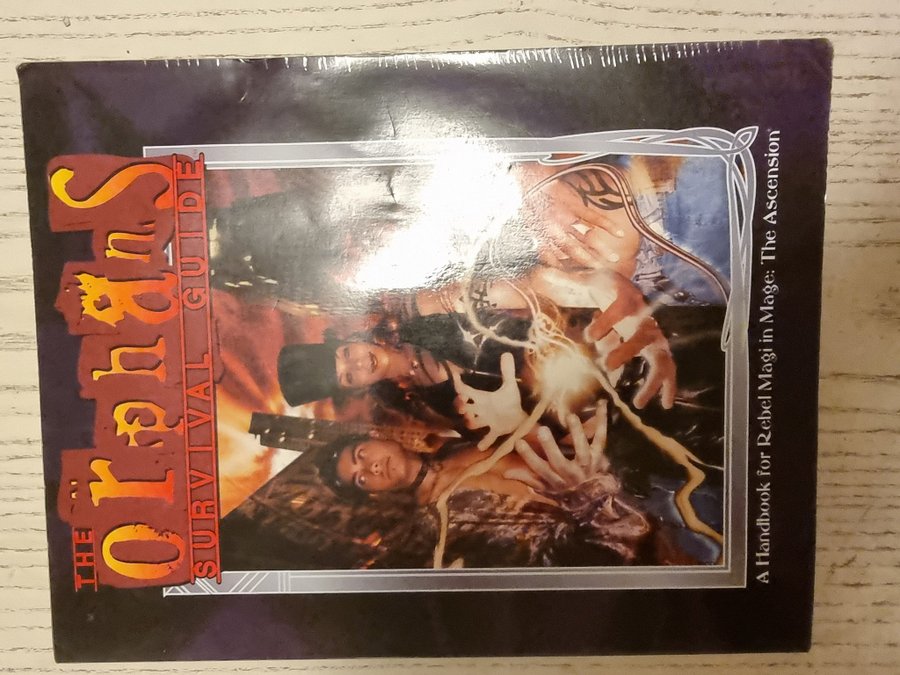 THE
OrphAnS
SURVIVAL GUIDE
A Handbook for Rebel Magi in Mage: The Ascension